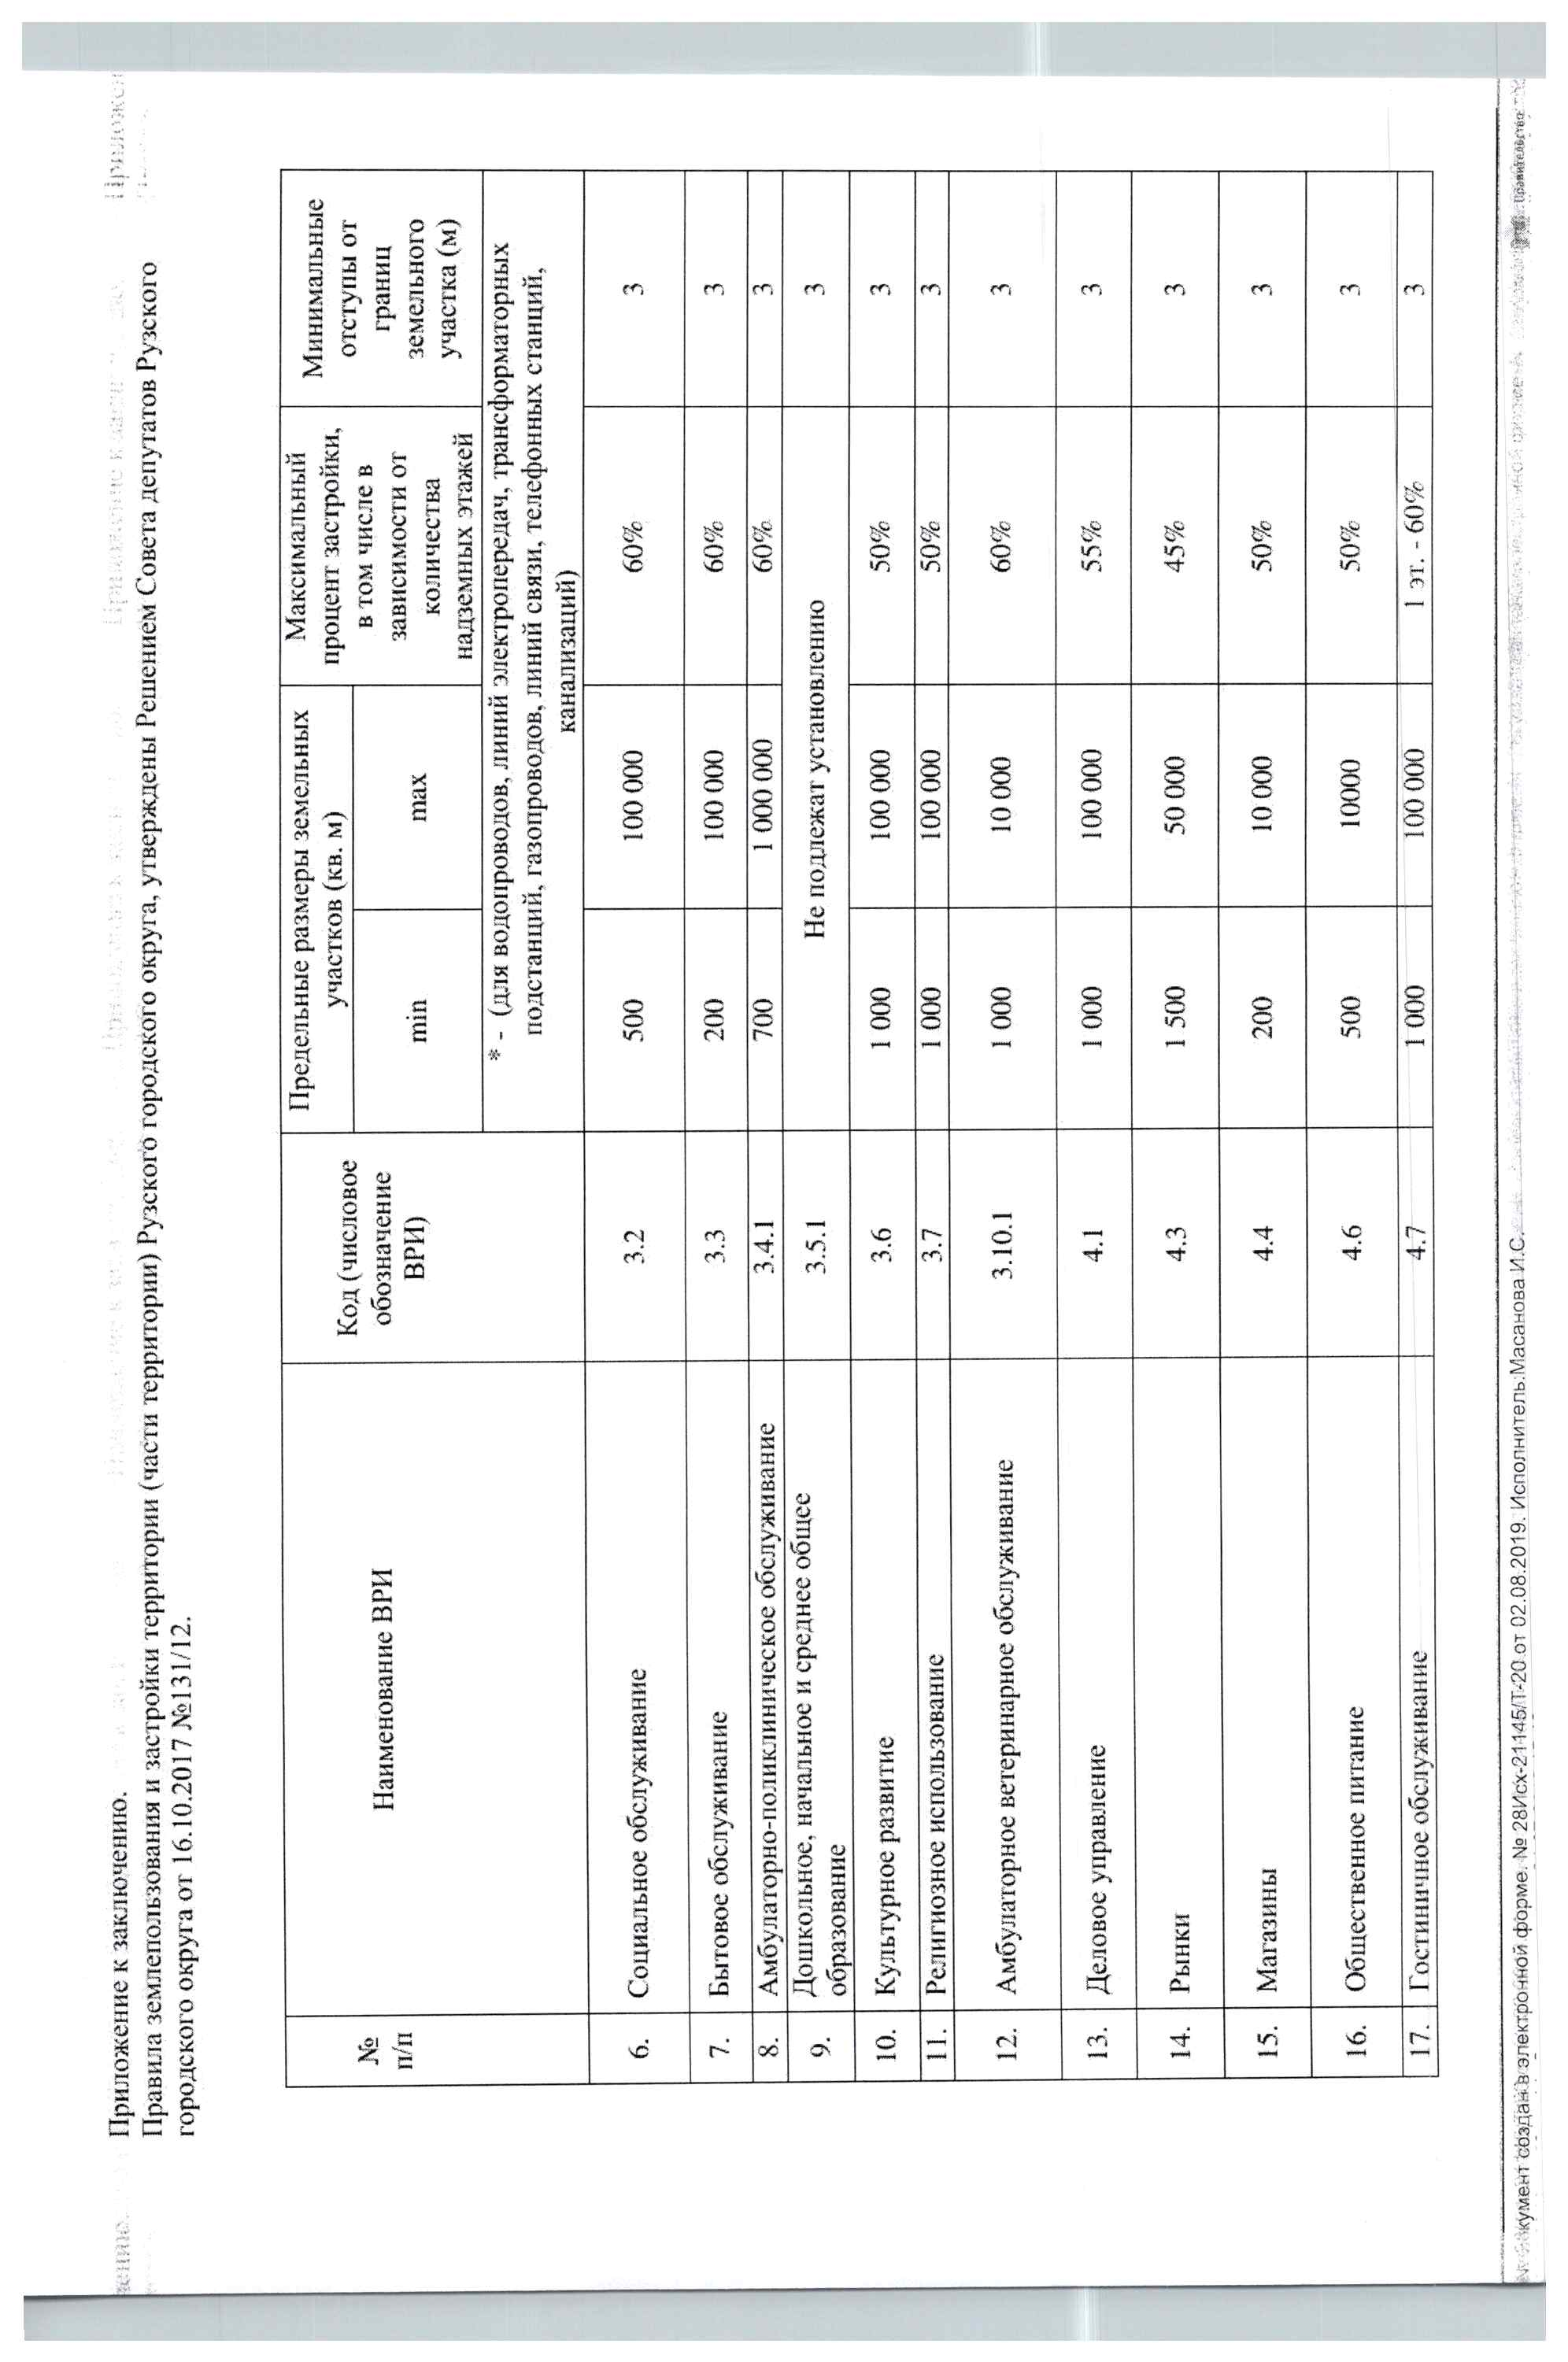 Приложение к заключению.
Правила землепользования и застройки территории (части территории) Рузского городского округа, утверждены Решением Совета депутатов Рузского
городского округа от 16.10.2017 №131/12.
№
п/п
Наименование ВРИ
Код (числовое
обозначение
ВРИ)
Предельные размеры земельных
участков (кв. м)
min
max
Максимальный
процент застройки,
в том числе в
зависимости от
количества
надземных этажей
Минимальные
отступы от
границ
земельного
участка (м)
* - (для водопроводов, линий электропередач, трансформаторных
подстанций, газопроводов, линий связи, телефонных станций,
канализаций)
6. Социальное обслуживание 3.2 500 100 000 60% 3
7. Бытовое обслуживание 3.3 200 100 000 60% 3
8. Амбулаторно-поликлиническое обслуживание 3.4.1 700 1 000 000 60% 3
9. Дошкольное, начальное и среднее общее
образование 3.5.1 Не подлежат установлению 3
10. Культурное развитие 3.6 1 000 100 000 50% 3
11. Религиозное использование 3.7 1 000 100 000 50% 3
12. Амбулаторное ветеринарное обслуживание 3.10.1 1 000 10 000 60% 3
13. Деловое управление 4.1 1 000 100 000 55% 3
14. Рынки 4.3 1 500 50 000 45% 3
15. Магазины 4.4 200 10 000 50% 3
16. Общественное питание 4.6 500 10000 50% 3
17. Гостиничное обслуживание 4.7 1 000 100 000 1 эт. - 60% 3
кумент создан в электронной форме. № 28Исх-21145/Т-20 от 02.08.2019. Исполнитель:Масанова И.С.